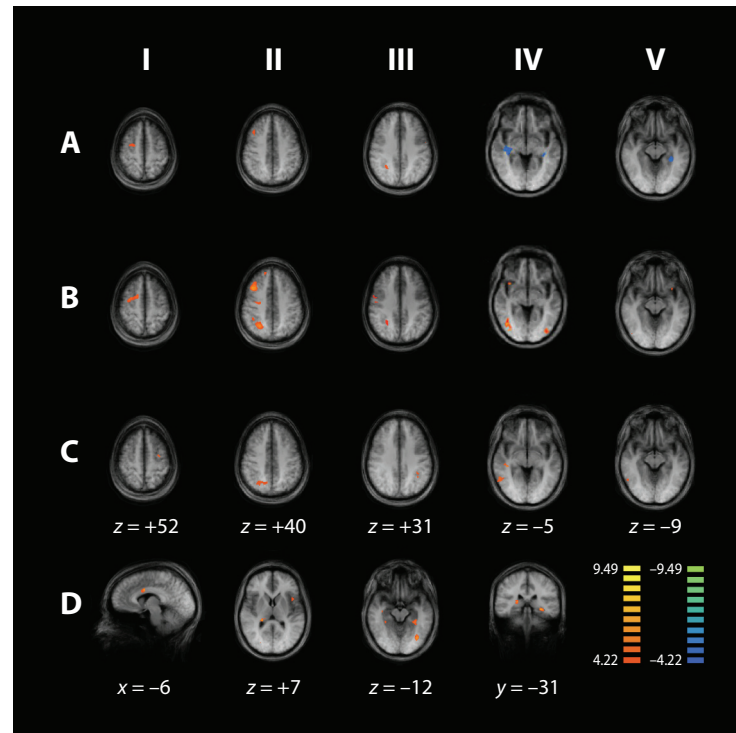 I II III IV V
A
B
C
z = +52 z = +40 z = +31 z = –5 z = –9
D
9.49 –9.49
4.22 –4.22
x = –6 z = +7 z = –12 y = –31